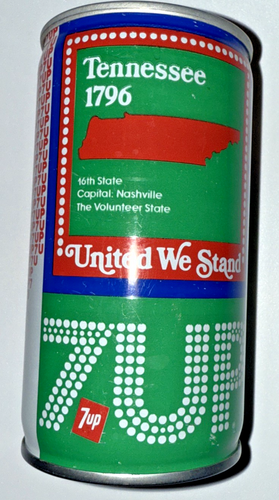 Tennessee
1796
16th State
Capital: Nashville
The Volunteer State
United We Stand
7UP
7up